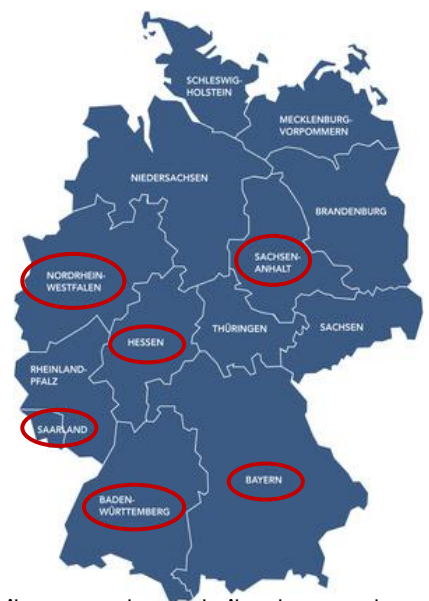 SCHLESWIG-
HOLSTEIN
MECKLENBURG-
VORPOMMERN
NIEDERSACHSEN
BRANDENBURG
SACHSEN-
ANHALT
NORDRHEIN-
WESTFALEN
THÜRINGEN
SACHSEN
HESSEN
RHEINLAND-
PFALZ
SAARLAND
BAYERN
BADEN-
WÜRTTEMBERG